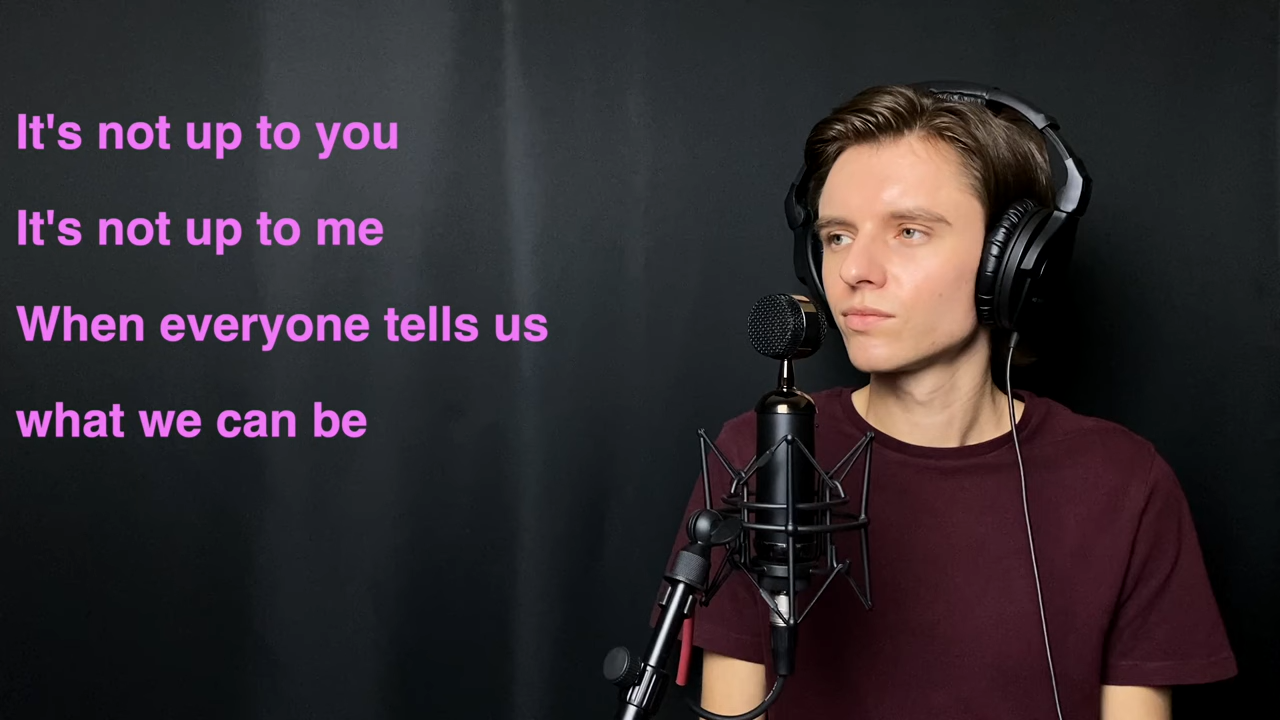 It's not up to you
It's not up to me
When everyone tells us
what we can be